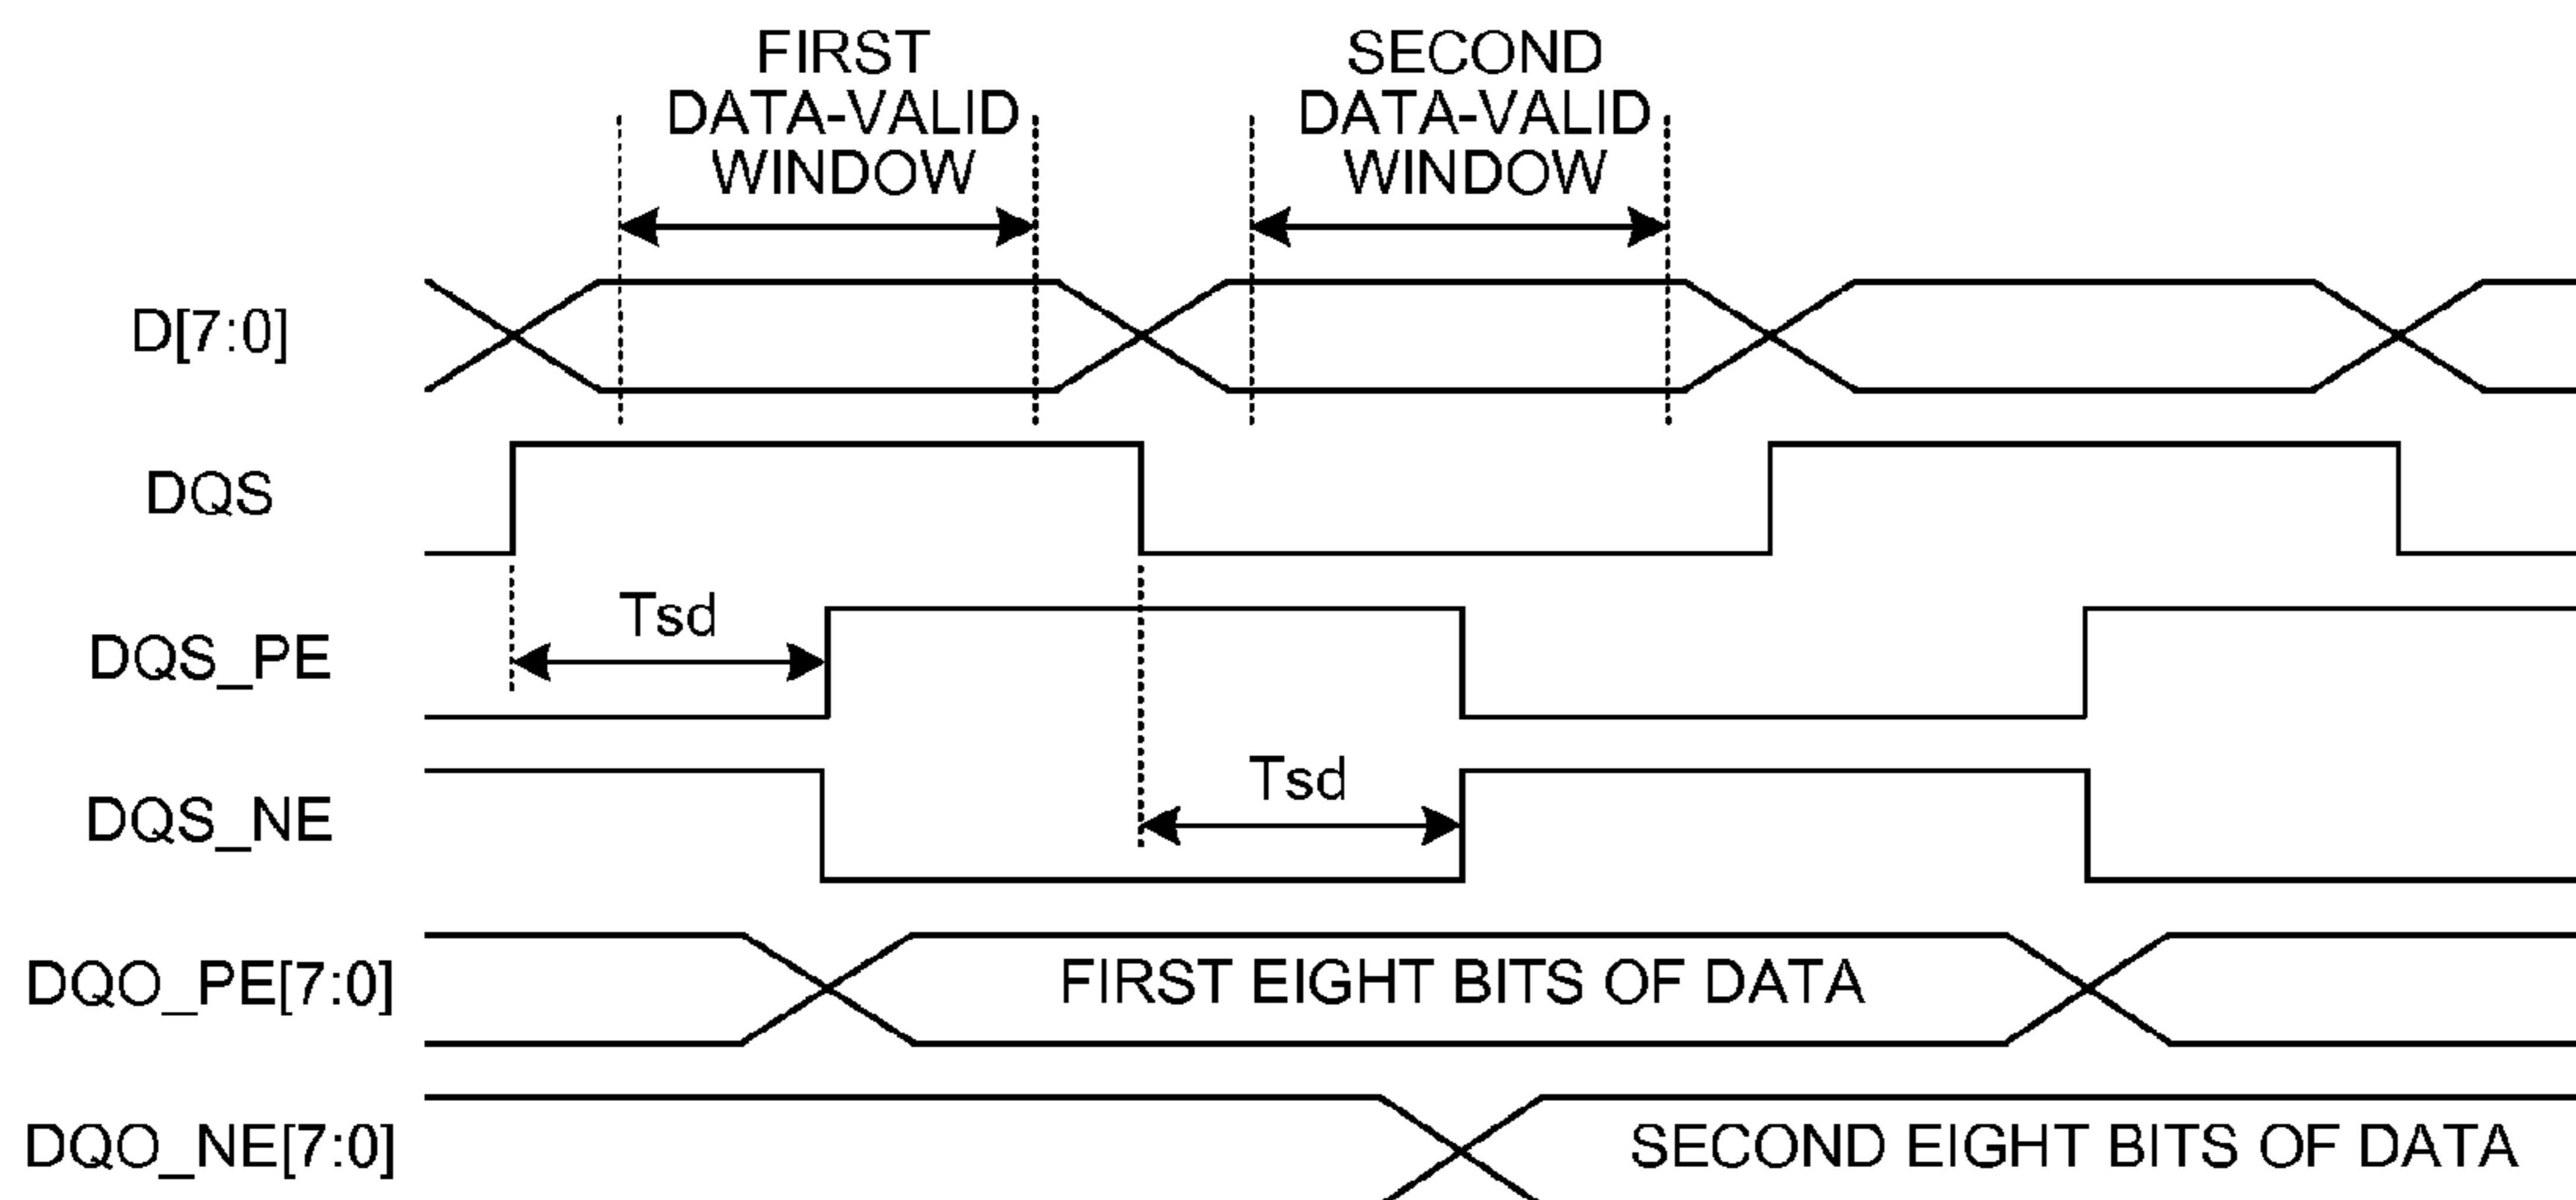 FIRST
DATA-VALID
WINDOW
SECOND
DATA-VALID
WINDOW
D[7:0]
DQS
Tsd
DQS_PE
Tsd
DQS_NE
DQO_PE[7:0]
FIRST EIGHT BITS OF DATA
DQO_NE[7:0]
SECOND EIGHT BITS OF DATA